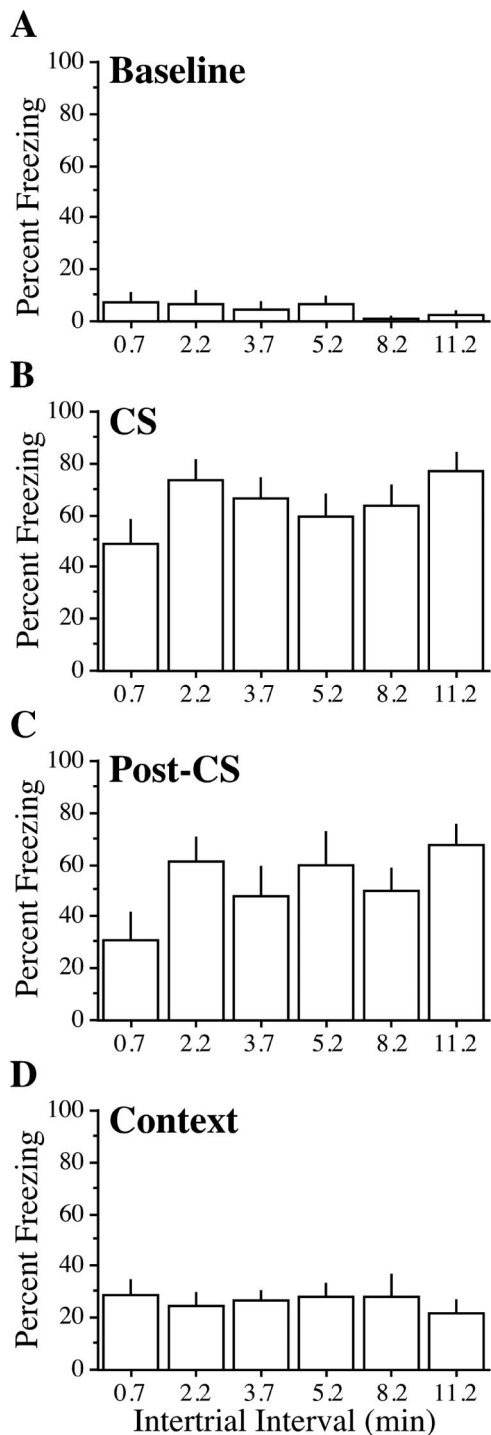 A
Baseline
Percent Freezing
100
80
60
40
20
0
0.7 2.2 3.7 5.2 8.2 11.2
B
CS
Percent Freezing
100
80
60
40
20
0
0.7 2.2 3.7 5.2 8.2 11.2
C
Post-CS
Percent Freezing
100
80
60
40
20
0
0.7 2.2 3.7 5.2 8.2 11.2
D
Context
Percent Freezing
100
80
60
40
20
0
0.7 2.2 3.7 5.2 8.2 11.2
Intertrial Interval (min)